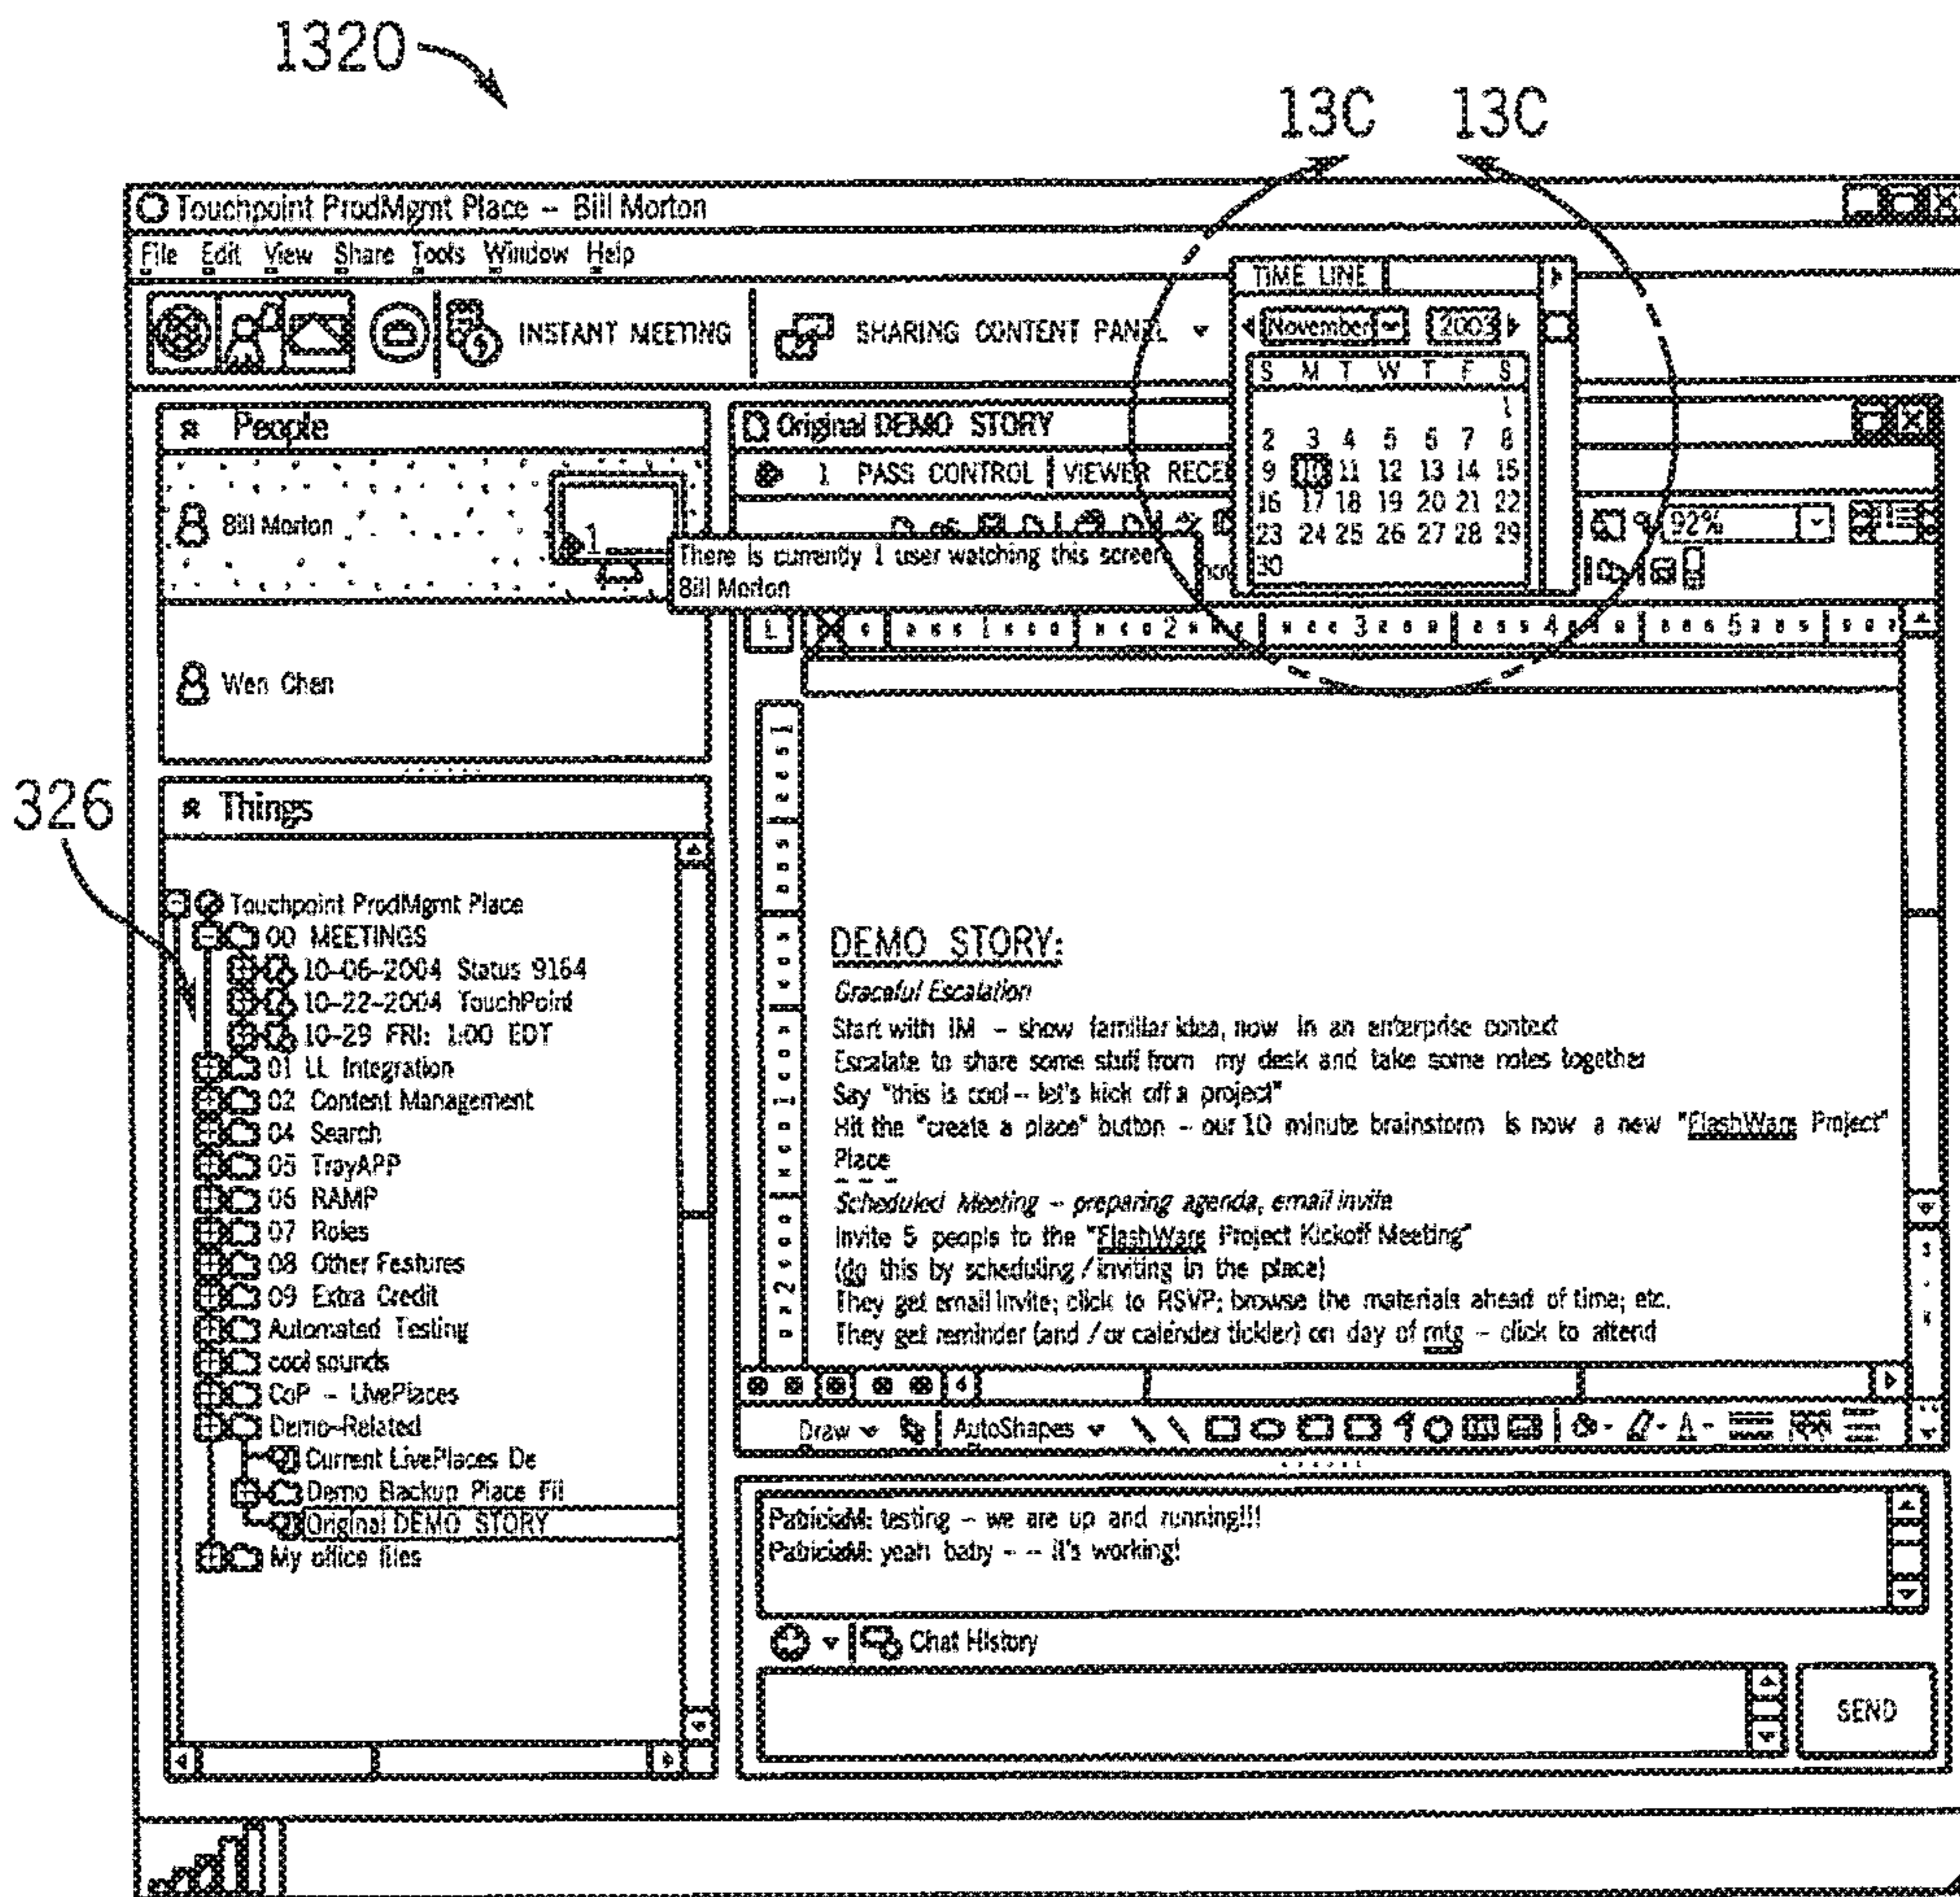 1320
13C 13C
Touchpoint ProdMgmt Place – Bill Morton
File Edit View Share Tools Window Help
INSTANT MEETING
SHARING CONTENT PANEL
TIME LINE
November 2003
S M T W T F S
1
2 3 4 5 6 7 8
9 10 11 12 13 14 15
16 17 18 19 20 21 22
23 24 25 26 27 28 29
30
People
Bill Morton
1
Wen Chan
Original DEMO STORY
1 PASS CONTROL VIEWER RECE
92%
There is currently 1 user watching this screen
Bill Morton
L
1 2 3 4 5
326
Things
Touchpoint ProdMgmt Place
00 MEETINGS
10-06-2004 Status 9164
10-22-2004 TouchPoint
10-29 FRI: 1:00 EDT
01 LL Integration
02 Content Management
04 Search
05 TrayAPP
06 RAMP
07 Roles
08 Other Features
09 Extra Credit
Automated Testing
cool sounds
CoP – LivePlaces
Demo-Related
Current LivePlaces De
Demo Backup Place Fil
Original DEMO STORY
My office files
1
1
2
DEMO STORY:
Graceful Escalation
Start with IM – show familiar idea, now in an enterprise context
Escalate to share some stuff from my desk and take some notes together
Say "this is cool – let's kick off a project"
Hit the "create a place" button – our 10 minute brainstorm is now a new "FlashWare Project"
Place
Scheduled Meeting – preparing agenda, email invite
Invite 5 people to the "FlashWare Project Kickoff Meeting"
(do this by scheduling / inviting in the place)
They get email invite; click to RSVP; browse the materials ahead of time; etc.
They get reminder (and / or calender tickler) on day of mtg – click to attend
Draw AutoShapes A
PatriciaM: testing – we are up and running!!!
PatriciaM: yeah baby – – it's working!
Chat History
SEND